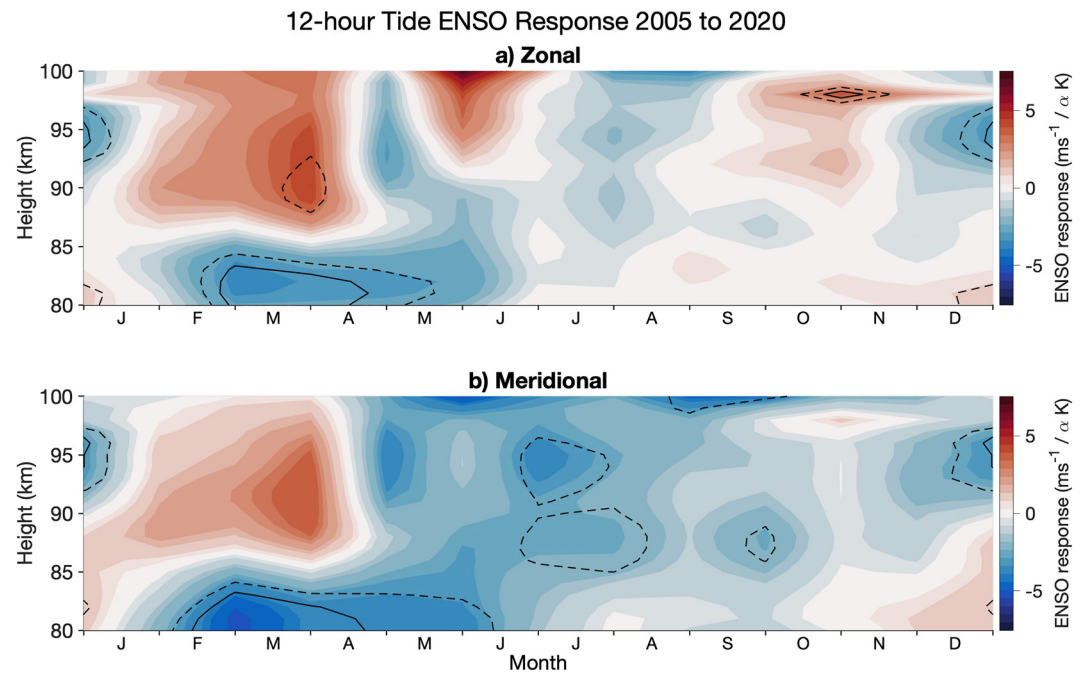 12-hour Tide ENSO Response 2005 to 2020
a) Zonal
Height (km)
100
95
90
85
80
J F M A M J J A S O N D
5
0
-5
ENSO response (ms⁻¹ / α K)
b) Meridional
Height (km)
100
95
90
85
80
J F M A M J J A S O N D
Month
5
0
-5
ENSO response (ms⁻¹ / α K)